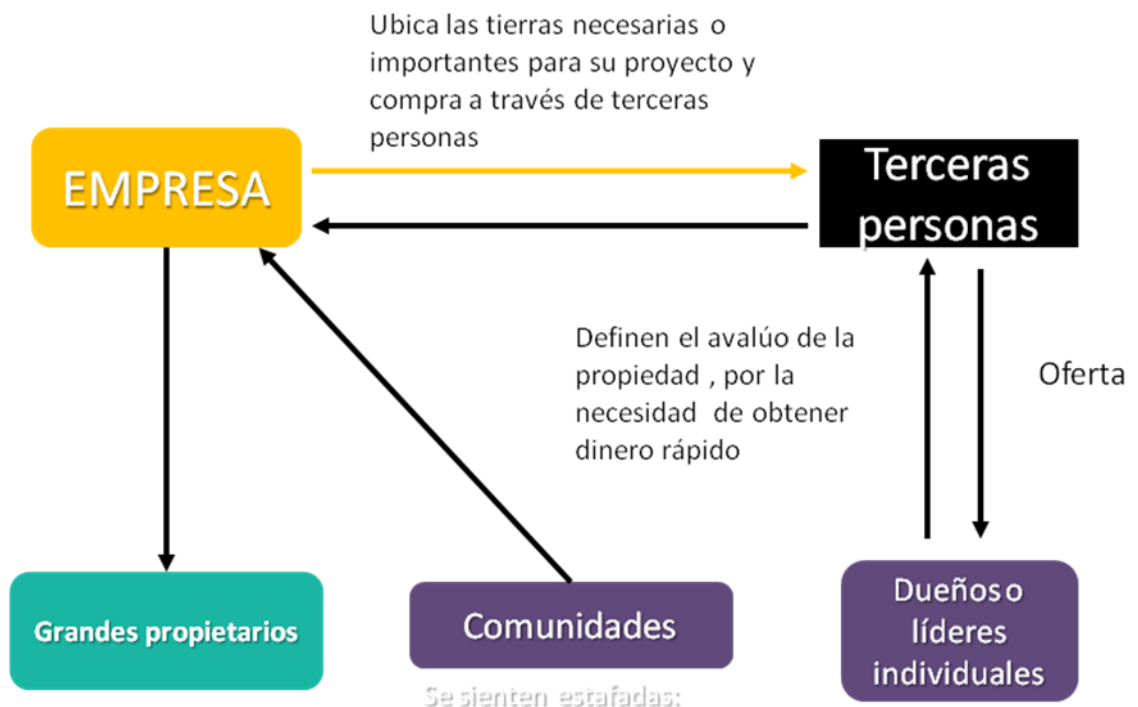 Ubica las tierras necesarias o
importantes para su proyecto y
compra a través de terceras
personas
EMPRESA
Terceras
personas
Definen el avalúo de la
propiedad , por la
necesidad de obtener
dinero rápido
Oferta
Grandes propietarios
Comunidades
Dueños o
líderes
individuales
Se sienten estafadas: